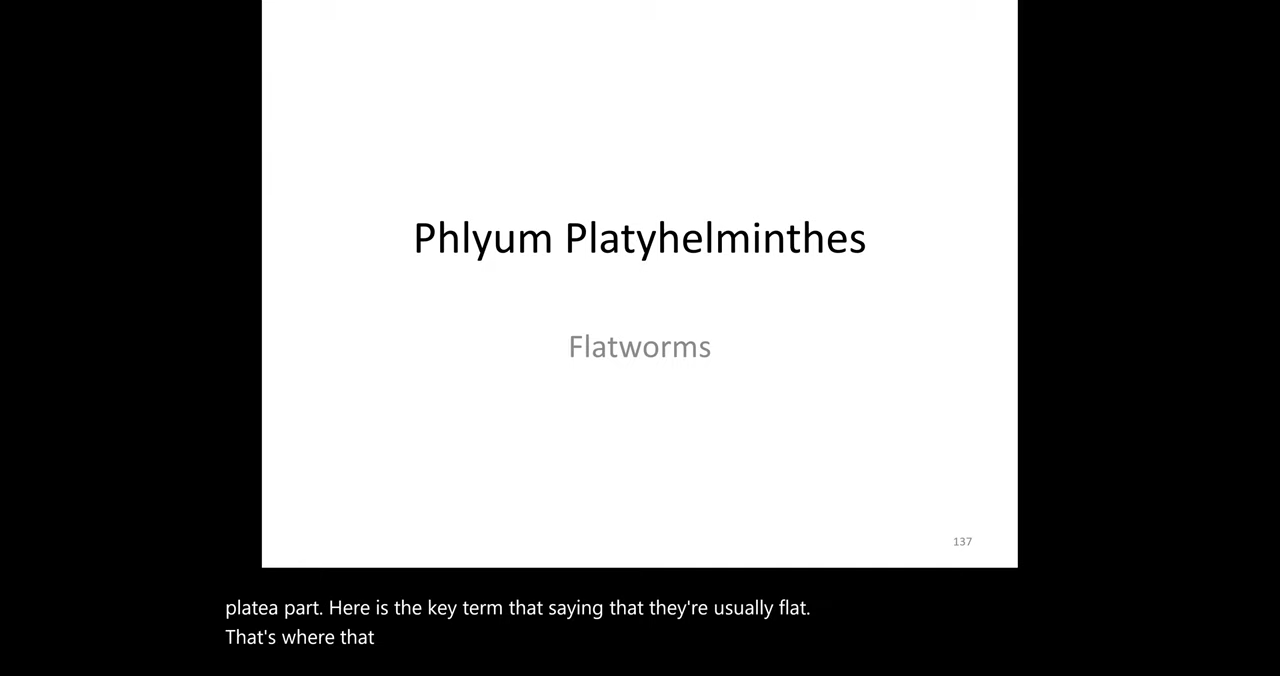 Phlyum Platyhelminthes
Flatworms
137
platea part. Here is the key term that saying that they're usually flat.
That's where that